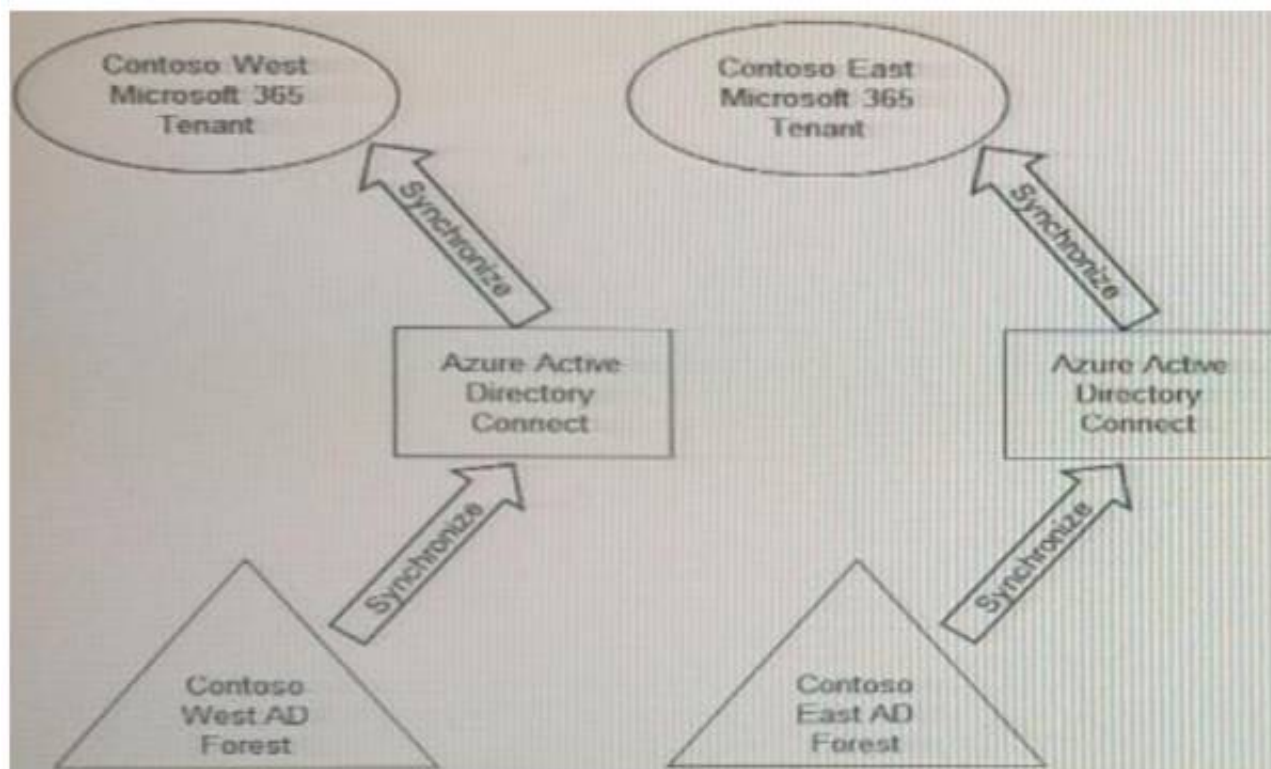 Contoso West
Microsoft 365
Tenant
Contoso East
Microsoft 365
Tenant
Synchronize
Synchronize
Azure Active
Directory
Connect
Azure Active
Directory
Connect
Synchronize
Synchronize
Contoso
West AD
Forest
Contoso
East AD
Forest